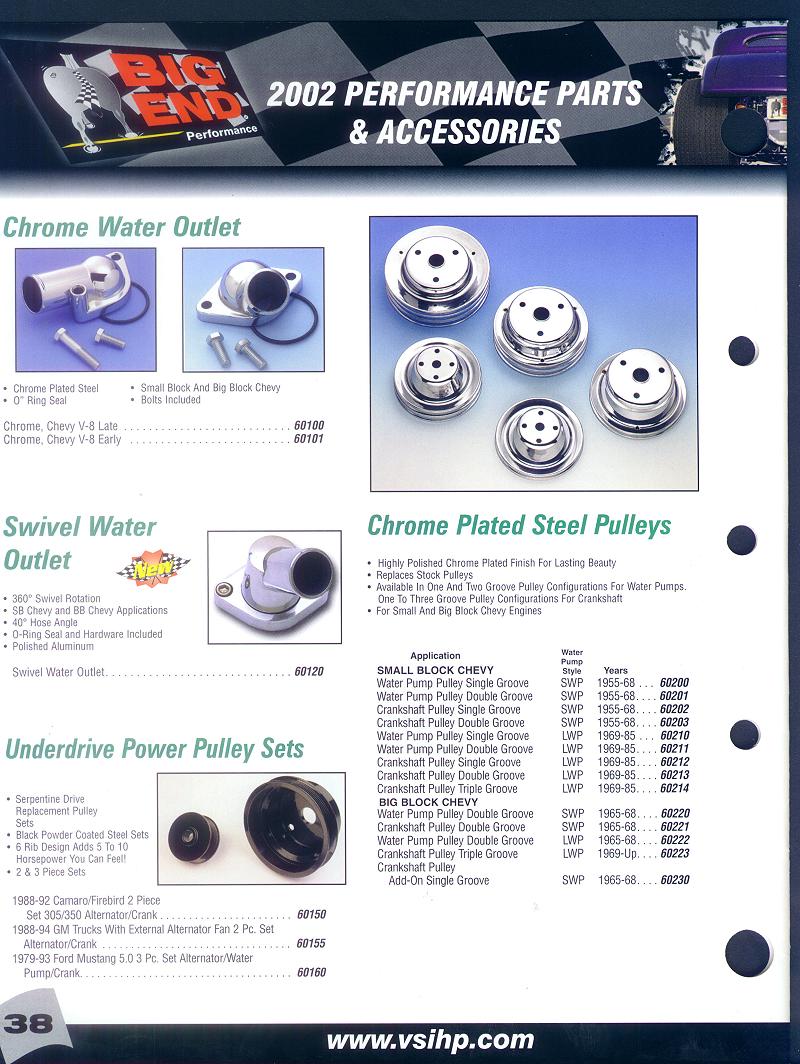 BIG
END
Performance
2002 PERFORMANCE PARTS
& ACCESSORIES
Chrome Water Outlet
• Chrome Plated Steel
• O" Ring Seal
• Small Block And Big Block Chevy
• Bolts Included
Chrome, Chevy V-8 Late . . . . . . . . . . . . . . . . . . . . . . . . . . . 60100
Chrome, Chevy V-8 Early . . . . . . . . . . . . . . . . . . . . . . . . . . 60101
Swivel Water
Outlet
New
• 360° Swivel Rotation
• SB Chevy and BB Chevy Applications
• 40° Hose Angle
• O-Ring Seal and Hardware Included
• Polished Aluminum
Swivel Water Outlet. . . . . . . . . . . . . . . . . . . . . . . . . . . . . . 60120
Underdrive Power Pulley Sets
• Serpentine Drive
Replacement Pulley
Sets
• Black Powder Coated Steel Sets
• 6 Rib Design Adds 5 To 10
Horsepower You Can Feel!
• 2 & 3 Piece Sets
1988-92 Camaro/Firebird 2 Piece
Set 305/350 Alternator/Crank . . . . . . . . . . . . . . . . . . . . . 60150
1988-94 GM Trucks With External Alternator Fan 2 Pc. Set
Alternator/Crank . . . . . . . . . . . . . . . . . . . . . . . . . . . . . . 60155
1979-93 Ford Mustang 5.0 3 Pc. Set Alternator/Water
Pump/Crank. . . . . . . . . . . . . . . . . . . . . . . . . . . . . . . . . . 60160
Chrome Plated Steel Pulleys
• Highly Polished Chrome Plated Finish For Lasting Beauty
• Replaces Stock Pulleys
• Available In One And Two Groove Pulley Configurations For Water Pumps.
One To Three Groove Pulley Configurations For Crankshaft
• For Small And Big Block Chevy Engines
Water
Pump
Application Style Years
SMALL BLOCK CHEVY
Water Pump Pulley Single Groove SWP 1955-68 . . . 60200
Water Pump Pulley Double Groove SWP 1955-68. . . . 60201
Crankshaft Pulley Single Groove SWP 1955-68. . . . 60202
Crankshaft Pulley Double Groove SWP 1955-68. . . . 60203
Water Pump Pulley Single Groove LWP 1969-85 . . . 60210
Water Pump Pulley Double Groove LWP 1969-85. . . . 60211
Crankshaft Pulley Single Groove LWP 1969-85. . . . 60212
Crankshaft Pulley Double Groove LWP 1969-85. . . . 60213
Crankshaft Pulley Triple Groove LWP 1969-85. . . . 60214
BIG BLOCK CHEVY
Water Pump Pulley Double Groove SWP 1965-68. . . . 60220
Crankshaft Pulley Double Groove SWP 1965-68. . . . 60221
Water Pump Pulley Double Groove LWP 1965-68. . . . 60222
Crankshaft Pulley Triple Groove LWP 1969-Up. . . . 60223
Crankshaft Pulley
Add-On Single Groove SWP 1965-68. . . . 60230
38
www.vsihp.com